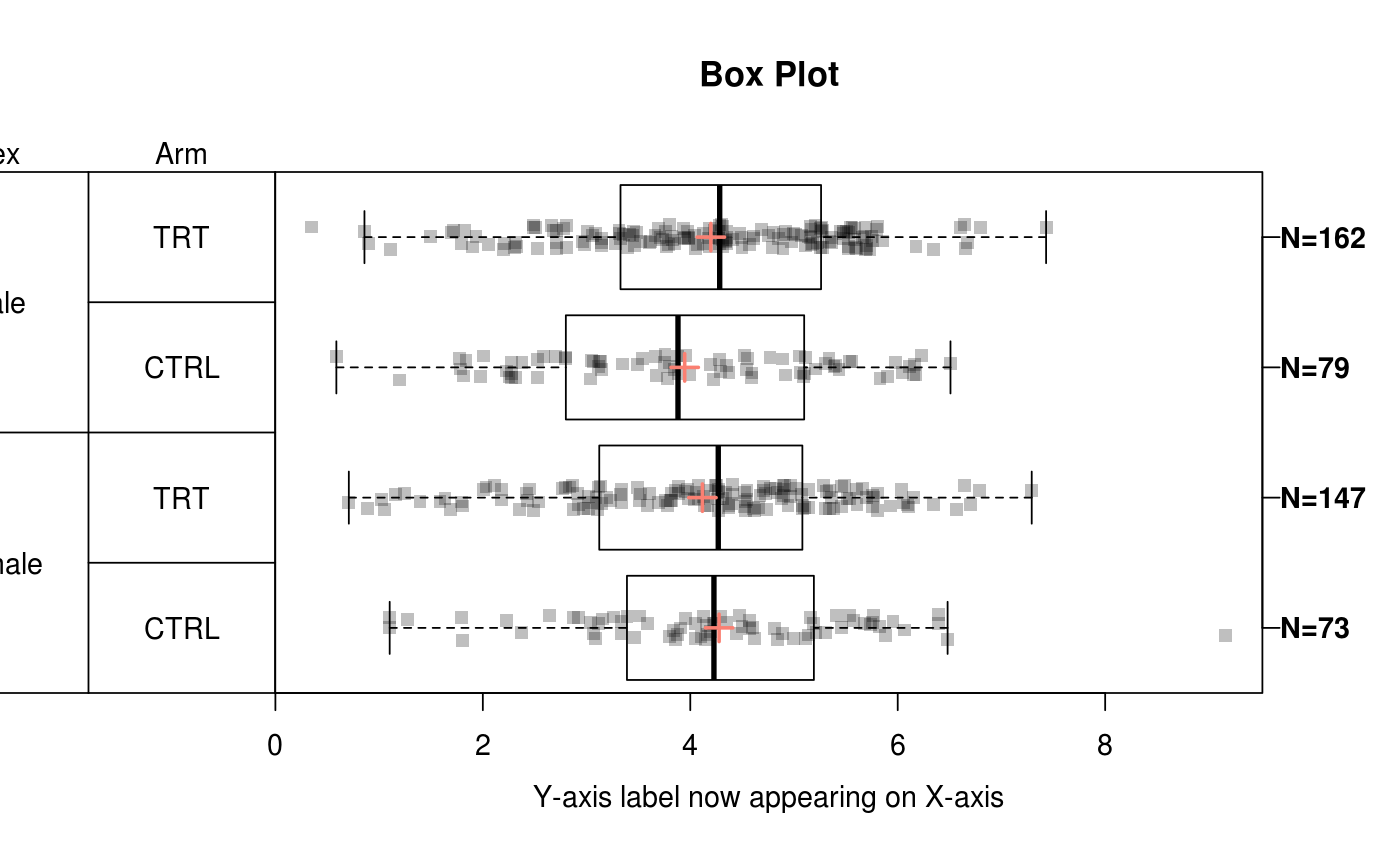 Box Plot
ex Arm
TRT N=162
ale
CTRL N=79
TRT N=147
nale
CTRL N=73
0 2 4 6 8
Y-axis label now appearing on X-axis